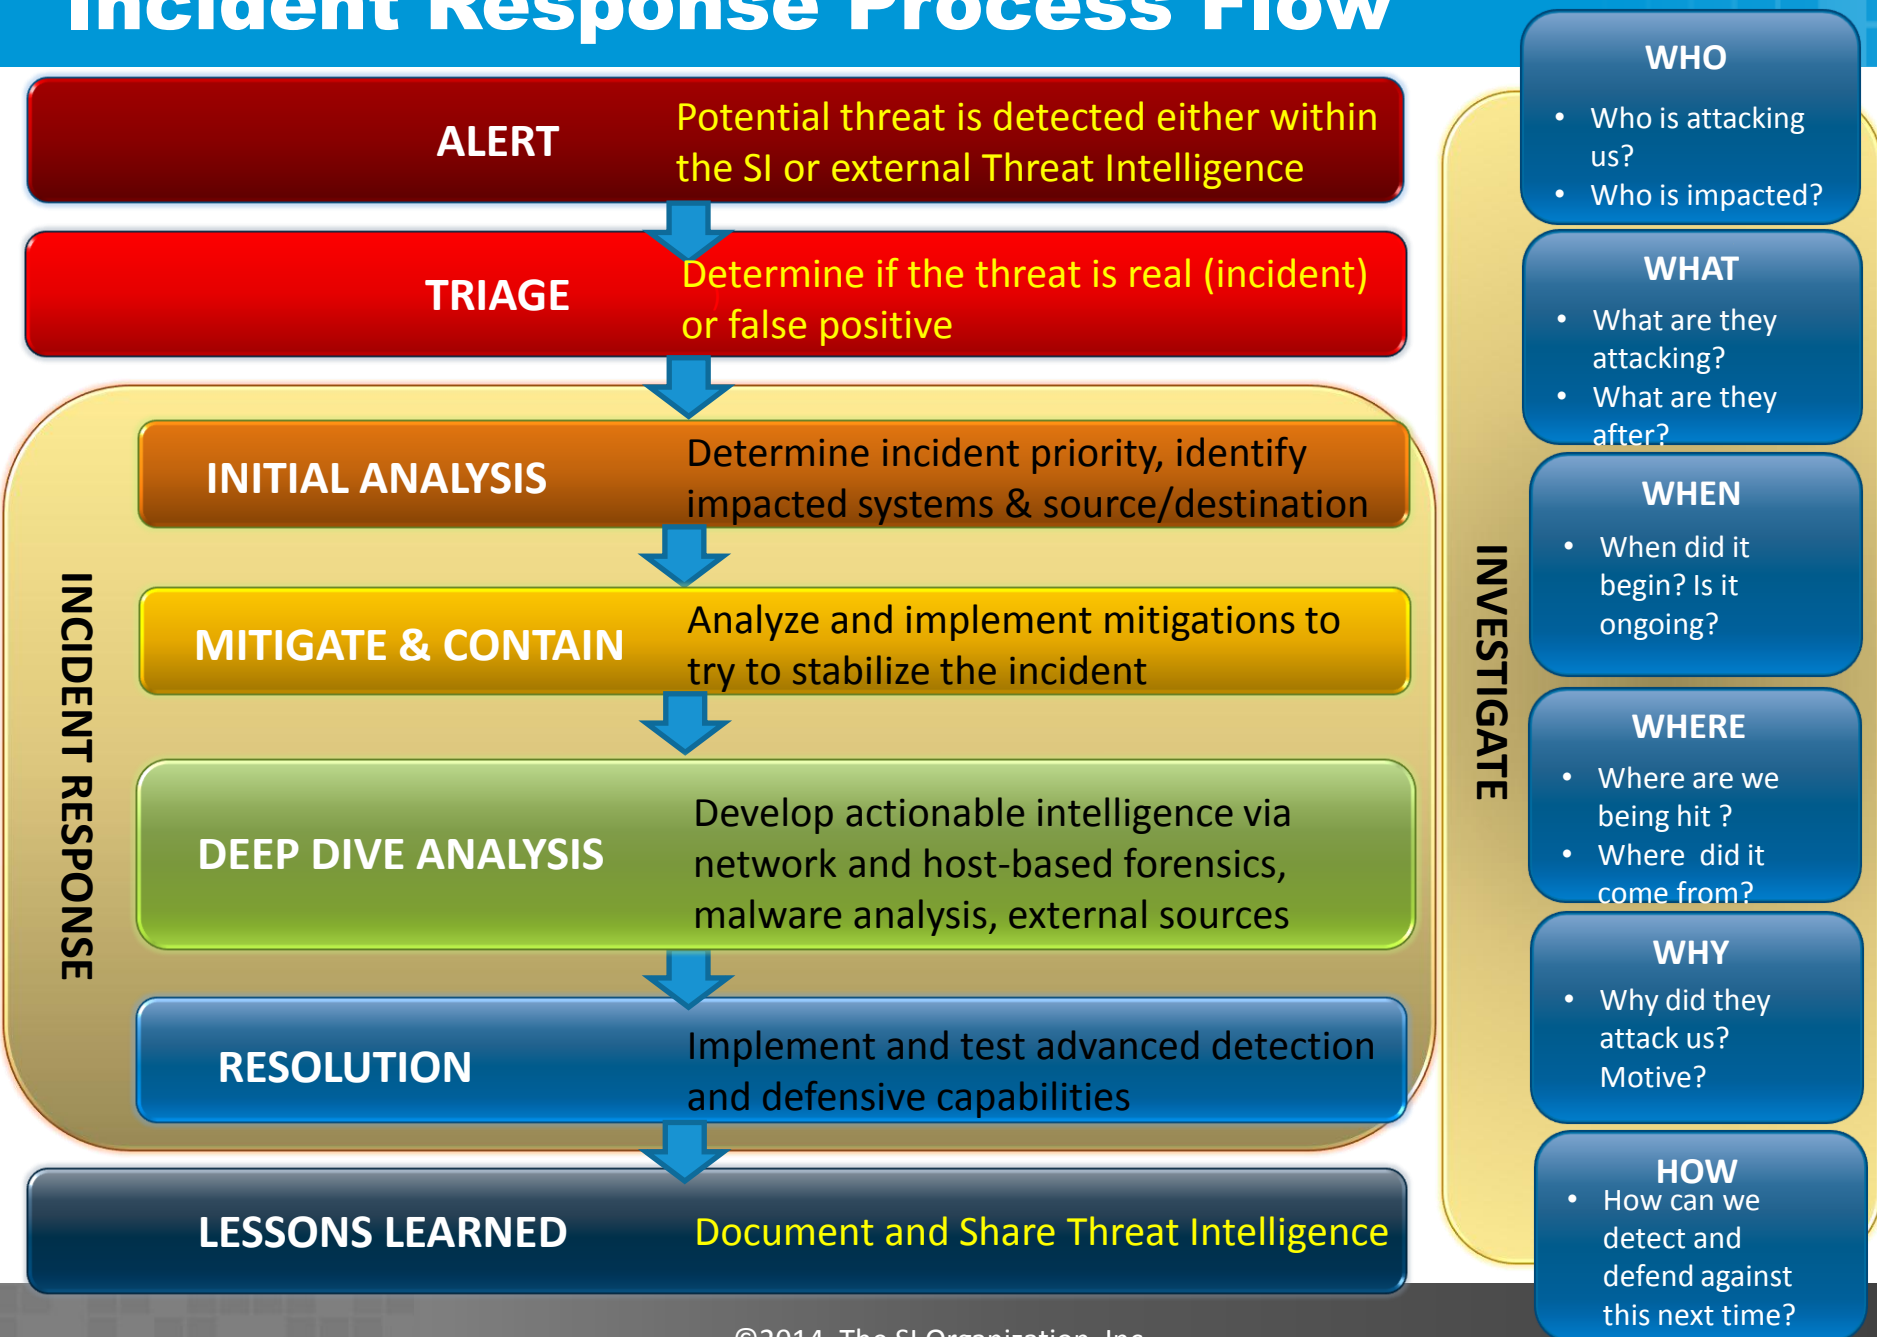 Incident Response Process Flow
ALERT
Potential threat is detected either within
the SI or external Threat Intelligence
TRIAGE
Determine if the threat is real (incident)
or false positive
INCIDENT RESPONSE
INITIAL ANALYSIS
Determine incident priority, identify
impacted systems & source/destination
MITIGATE & CONTAIN
Analyze and implement mitigations to
try to stabilize the incident
DEEP DIVE ANALYSIS
Develop actionable intelligence via
network and host-based forensics,
malware analysis, external sources
RESOLUTION
Implement and test advanced detection
and defensive capabilities
LESSONS LEARNED
Document and Share Threat Intelligence
INVESTIGATE
WHO
• Who is attacking
us?
• Who is impacted?
WHAT
• What are they
attacking?
• What are they
after?
WHEN
• When did it
begin? Is it
ongoing?
WHERE
• Where are we
being hit ?
• Where did it
come from?
WHY
• Why did they
attack us?
Motive?
HOW
• How can we
detect and
defend against
this next time?
©2014, The SI Organization, Inc